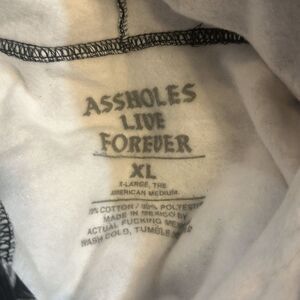 ASSHOLES
LIVE
FOREVER
XL
X-LARGE, THE
AMERICAN MEDIUM.
COTTON /
MADE IN MEXICO BY
ACTUAL FUCKING
WASH COLD, TUMBLE